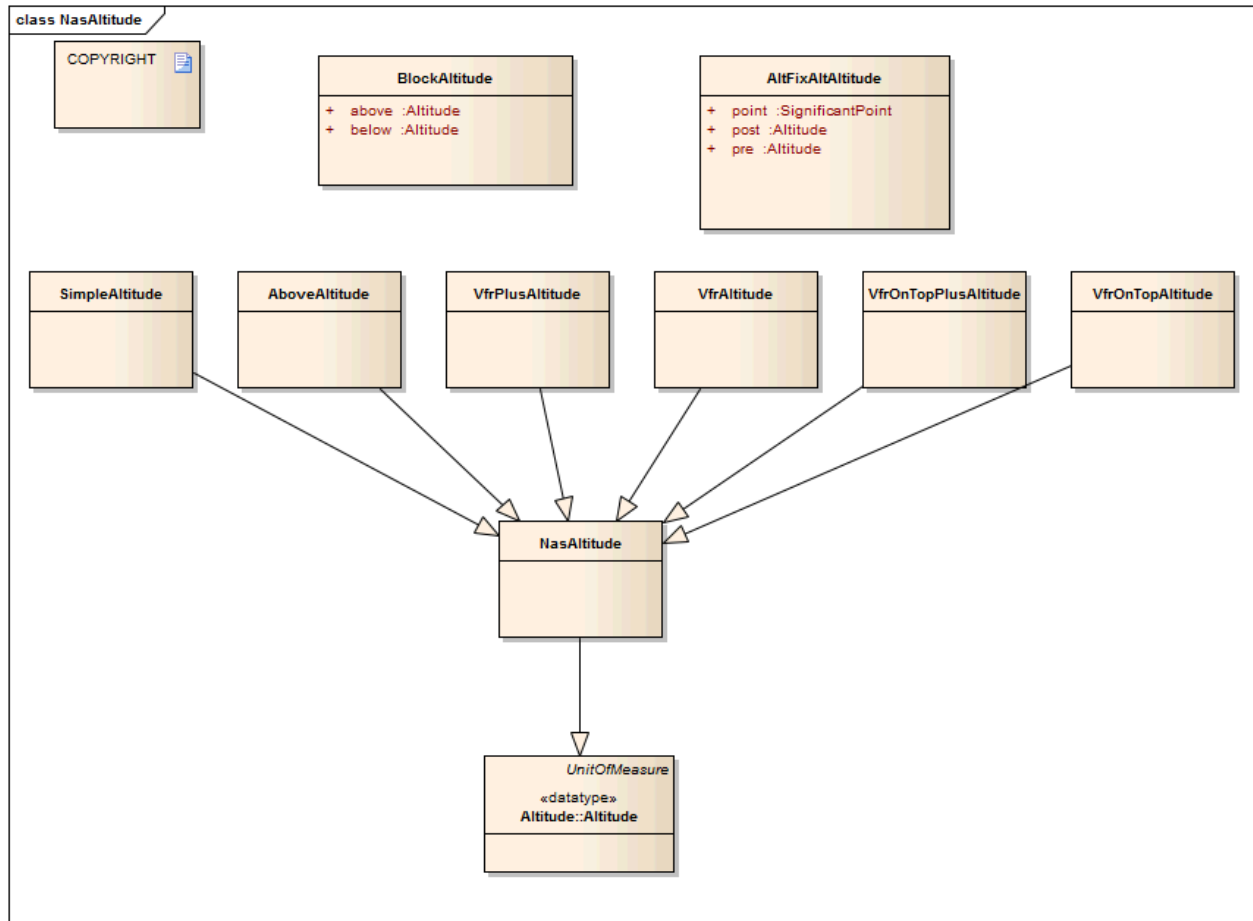 class NasAltitude
COPYRIGHT
BlockAltitude
+ above :Altitude
+ below :Altitude
AltFixAltAltitude
+ point :SignificantPoint
+ post :Altitude
+ pre :Altitude
SimpleAltitude
AboveAltitude
VfrPlusAltitude
VfrAltitude
VfrOnTopPlusAltitude
VfrOnTopAltitude
NasAltitude
UnitOfMeasure
«datatype»
Altitude::Altitude